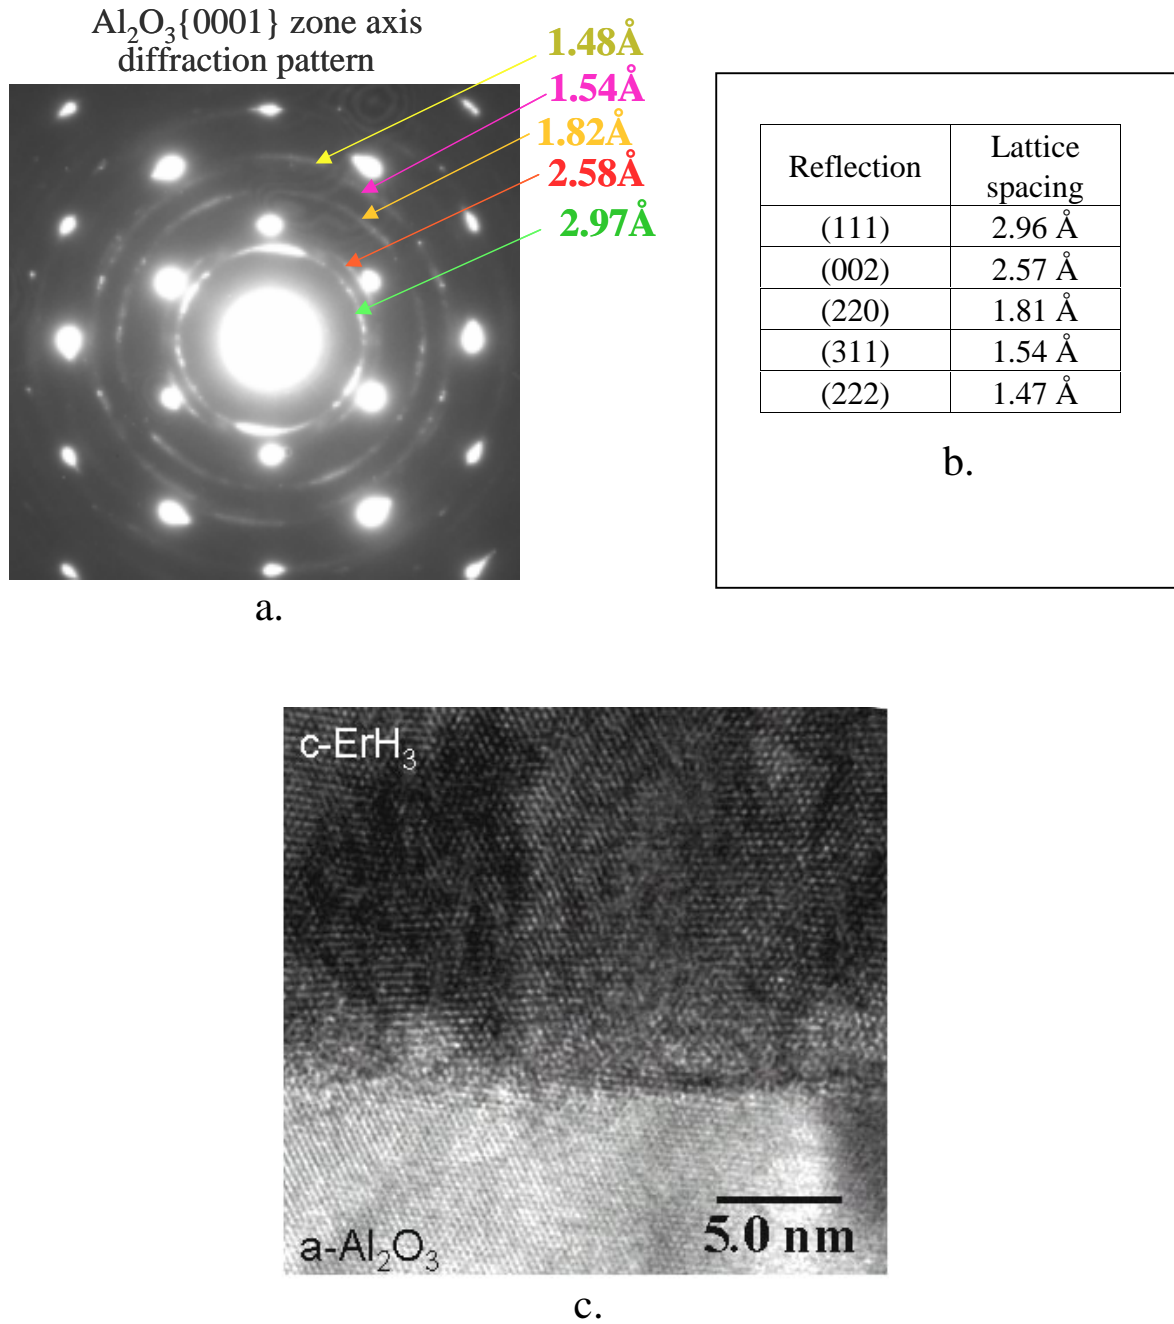 Al₂O₃{0001} zone axis
diffraction pattern
1.48Å
1.54Å
1.82Å
2.58Å
2.97Å
a.
Reflection Lattice spacing
(111) 2.96 Å
(002) 2.57 Å
(220) 1.81 Å
(311) 1.54 Å
(222) 1.47 Å
b.
c-ErH₃
a-Al₂O₃
5.0 nm
c.